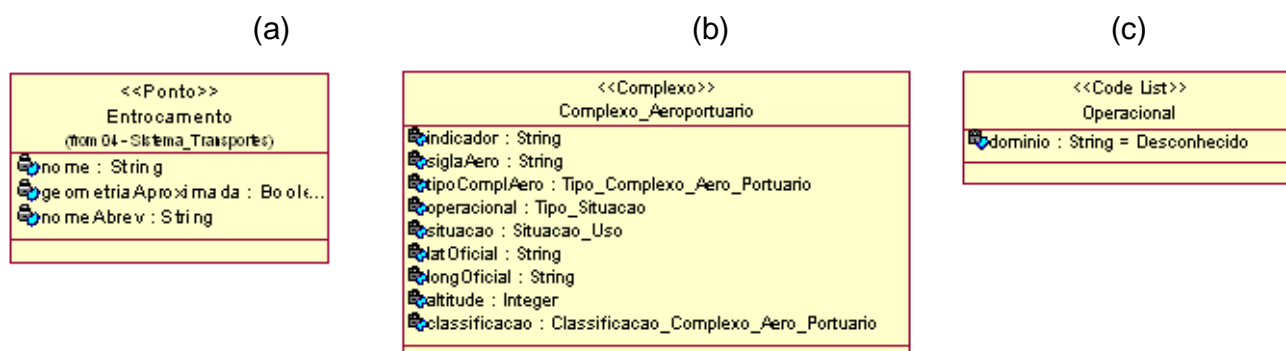 (a)
(b)
(c)
<<Ponto>>
Entrocamento
(from 04 - Sistema_Transportes)
nome : String
geometriaAproximada : Boole...
nomeAbrev : String
<<Complexo>>
Complexo_Aeroportuario
indicador : String
siglaAero : String
tipoComplAero : Tipo_Complexo_Aero_Portuario
operacional : Tipo_Situacao
situacao : Situacao_Uso
latOficial : String
longOficial : String
altitude : Integer
classificacao : Classificacao_Complexo_Aero_Portuario
<<Code List>>
Operacional
dominio : String = Desconhecido